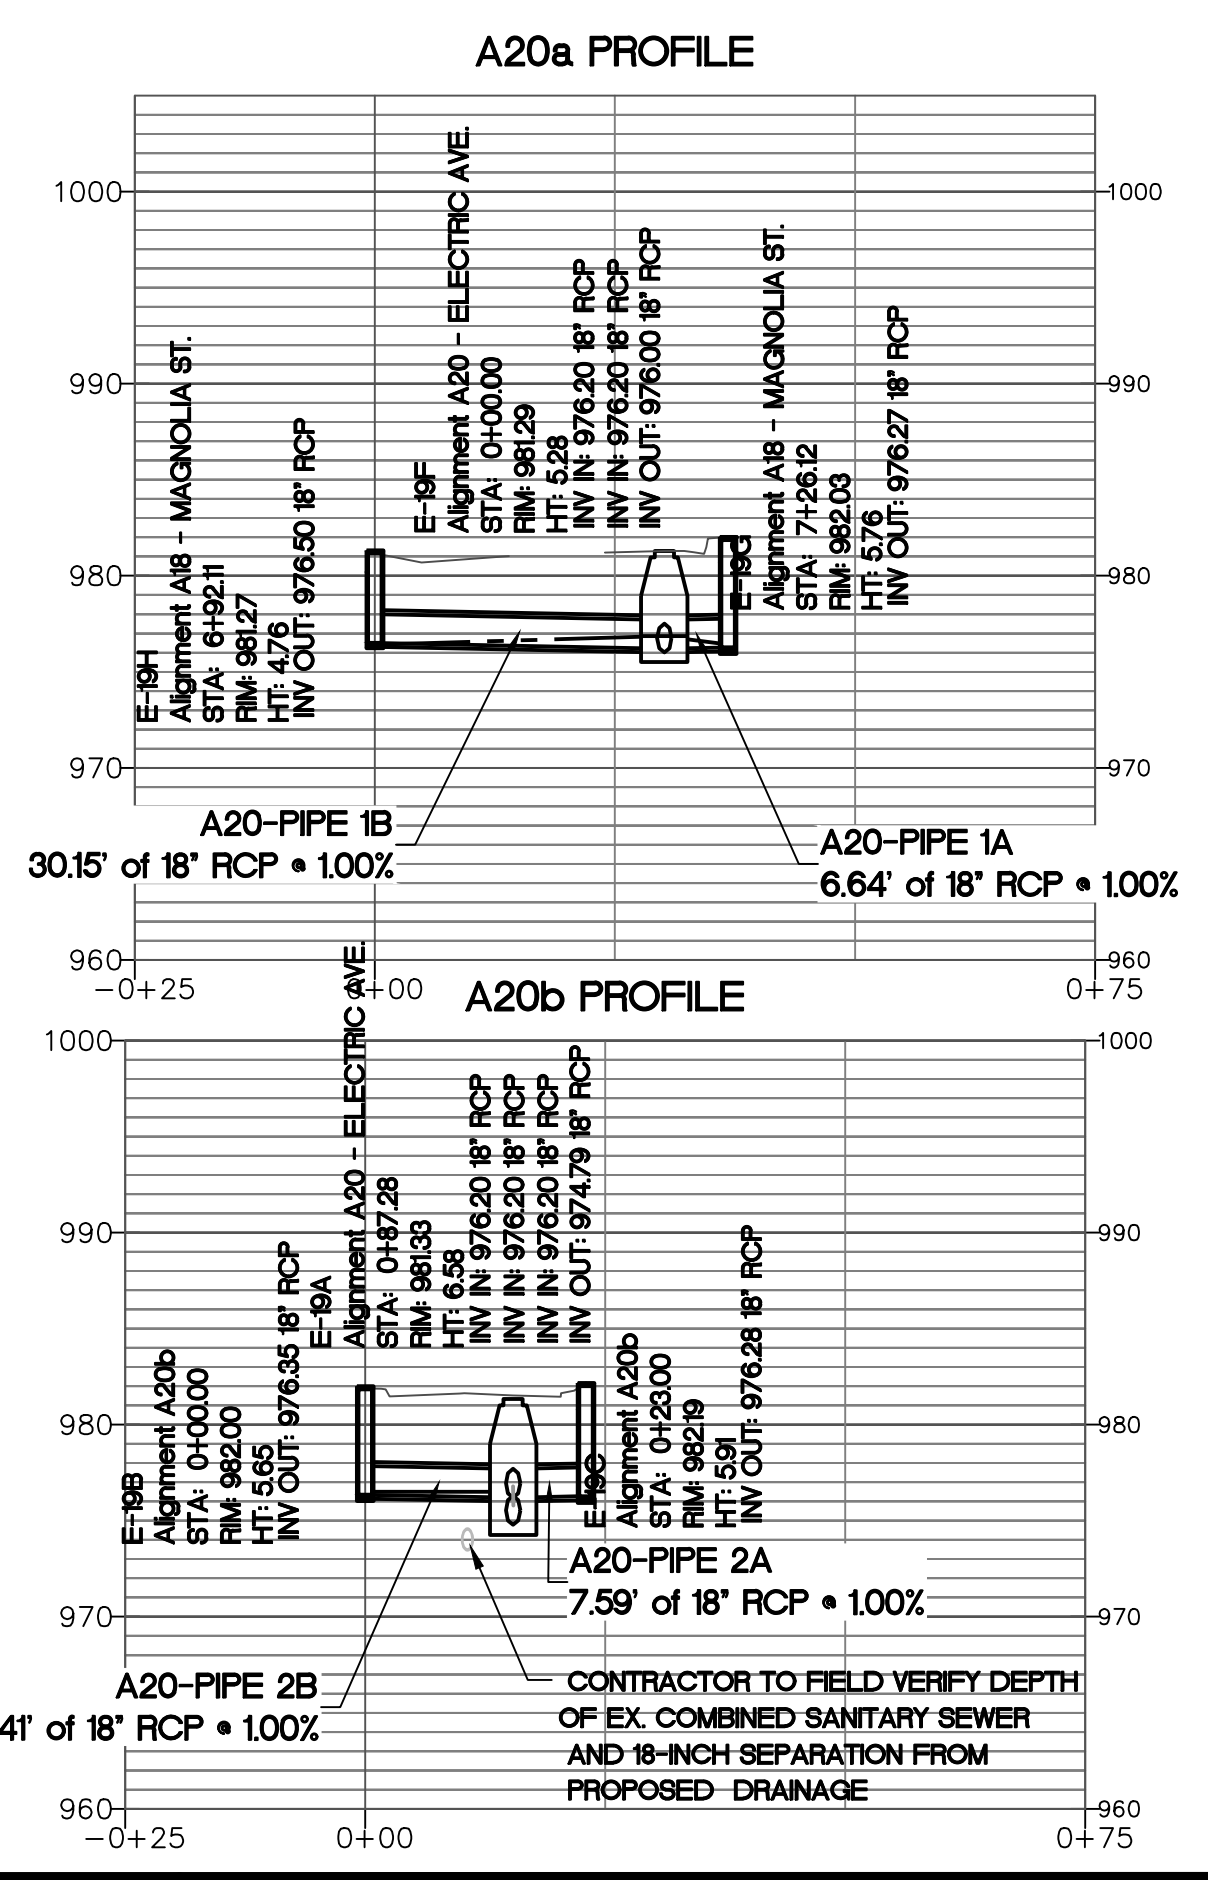 A20a PROFILE
1000
1000
990
990
980
980
970
970
960
960
-0+25
0+00
0+75
E-19H
Alignment A18 - MAGNOLIA ST.
STA: 6+92.11
RIM: 981.27
HT: 4.76
INV OUT: 976.50 18" RCP
E-19F
Alignment A20 - ELECTRIC AVE.
STA: 0+00.00
RIM: 981.29
HT: 5.28
INV IN: 976.20 18" RCP
INV IN: 976.20 18" RCP
INV OUT: 976.00 18" RCP
E-19G
Alignment A18 - MAGNOLIA ST.
STA: 7+26.12
RIM: 982.03
HT: 5.76
INV OUT: 976.27 18" RCP
A20-PIPE 1B
30.15' of 18" RCP @ 1.00%
A20-PIPE 1A
6.64' of 18" RCP @ 1.00%
A20b PROFILE
1000
1000
990
990
980
980
970
970
960
960
-0+25
0+00
0+75
E-19B
Alignment A20b
STA: 0+00.00
RIM: 982.00
HT: 5.65
INV OUT: 976.35 18" RCP
E-19A
Alignment A20 - ELECTRIC AVE.
STA: 0+87.28
RIM: 981.33
HT: 6.58
INV IN: 976.20 18" RCP
INV IN: 976.20 18" RCP
INV IN: 976.20 18" RCP
INV OUT: 974.79 18" RCP
E-19C
Alignment A20b
STA: 0+23.00
RIM: 982.19
HT: 5.91
INV OUT: 976.28 18" RCP
A20-PIPE 2A
7.59' of 18" RCP @ 1.00%
A20-PIPE 2B
41' of 18" RCP @ 1.00%
CONTRACTOR TO FIELD VERIFY DEPTH
OF EX. COMBINED SANITARY SEWER
AND 18-INCH SEPARATION FROM
PROPOSED DRAINAGE